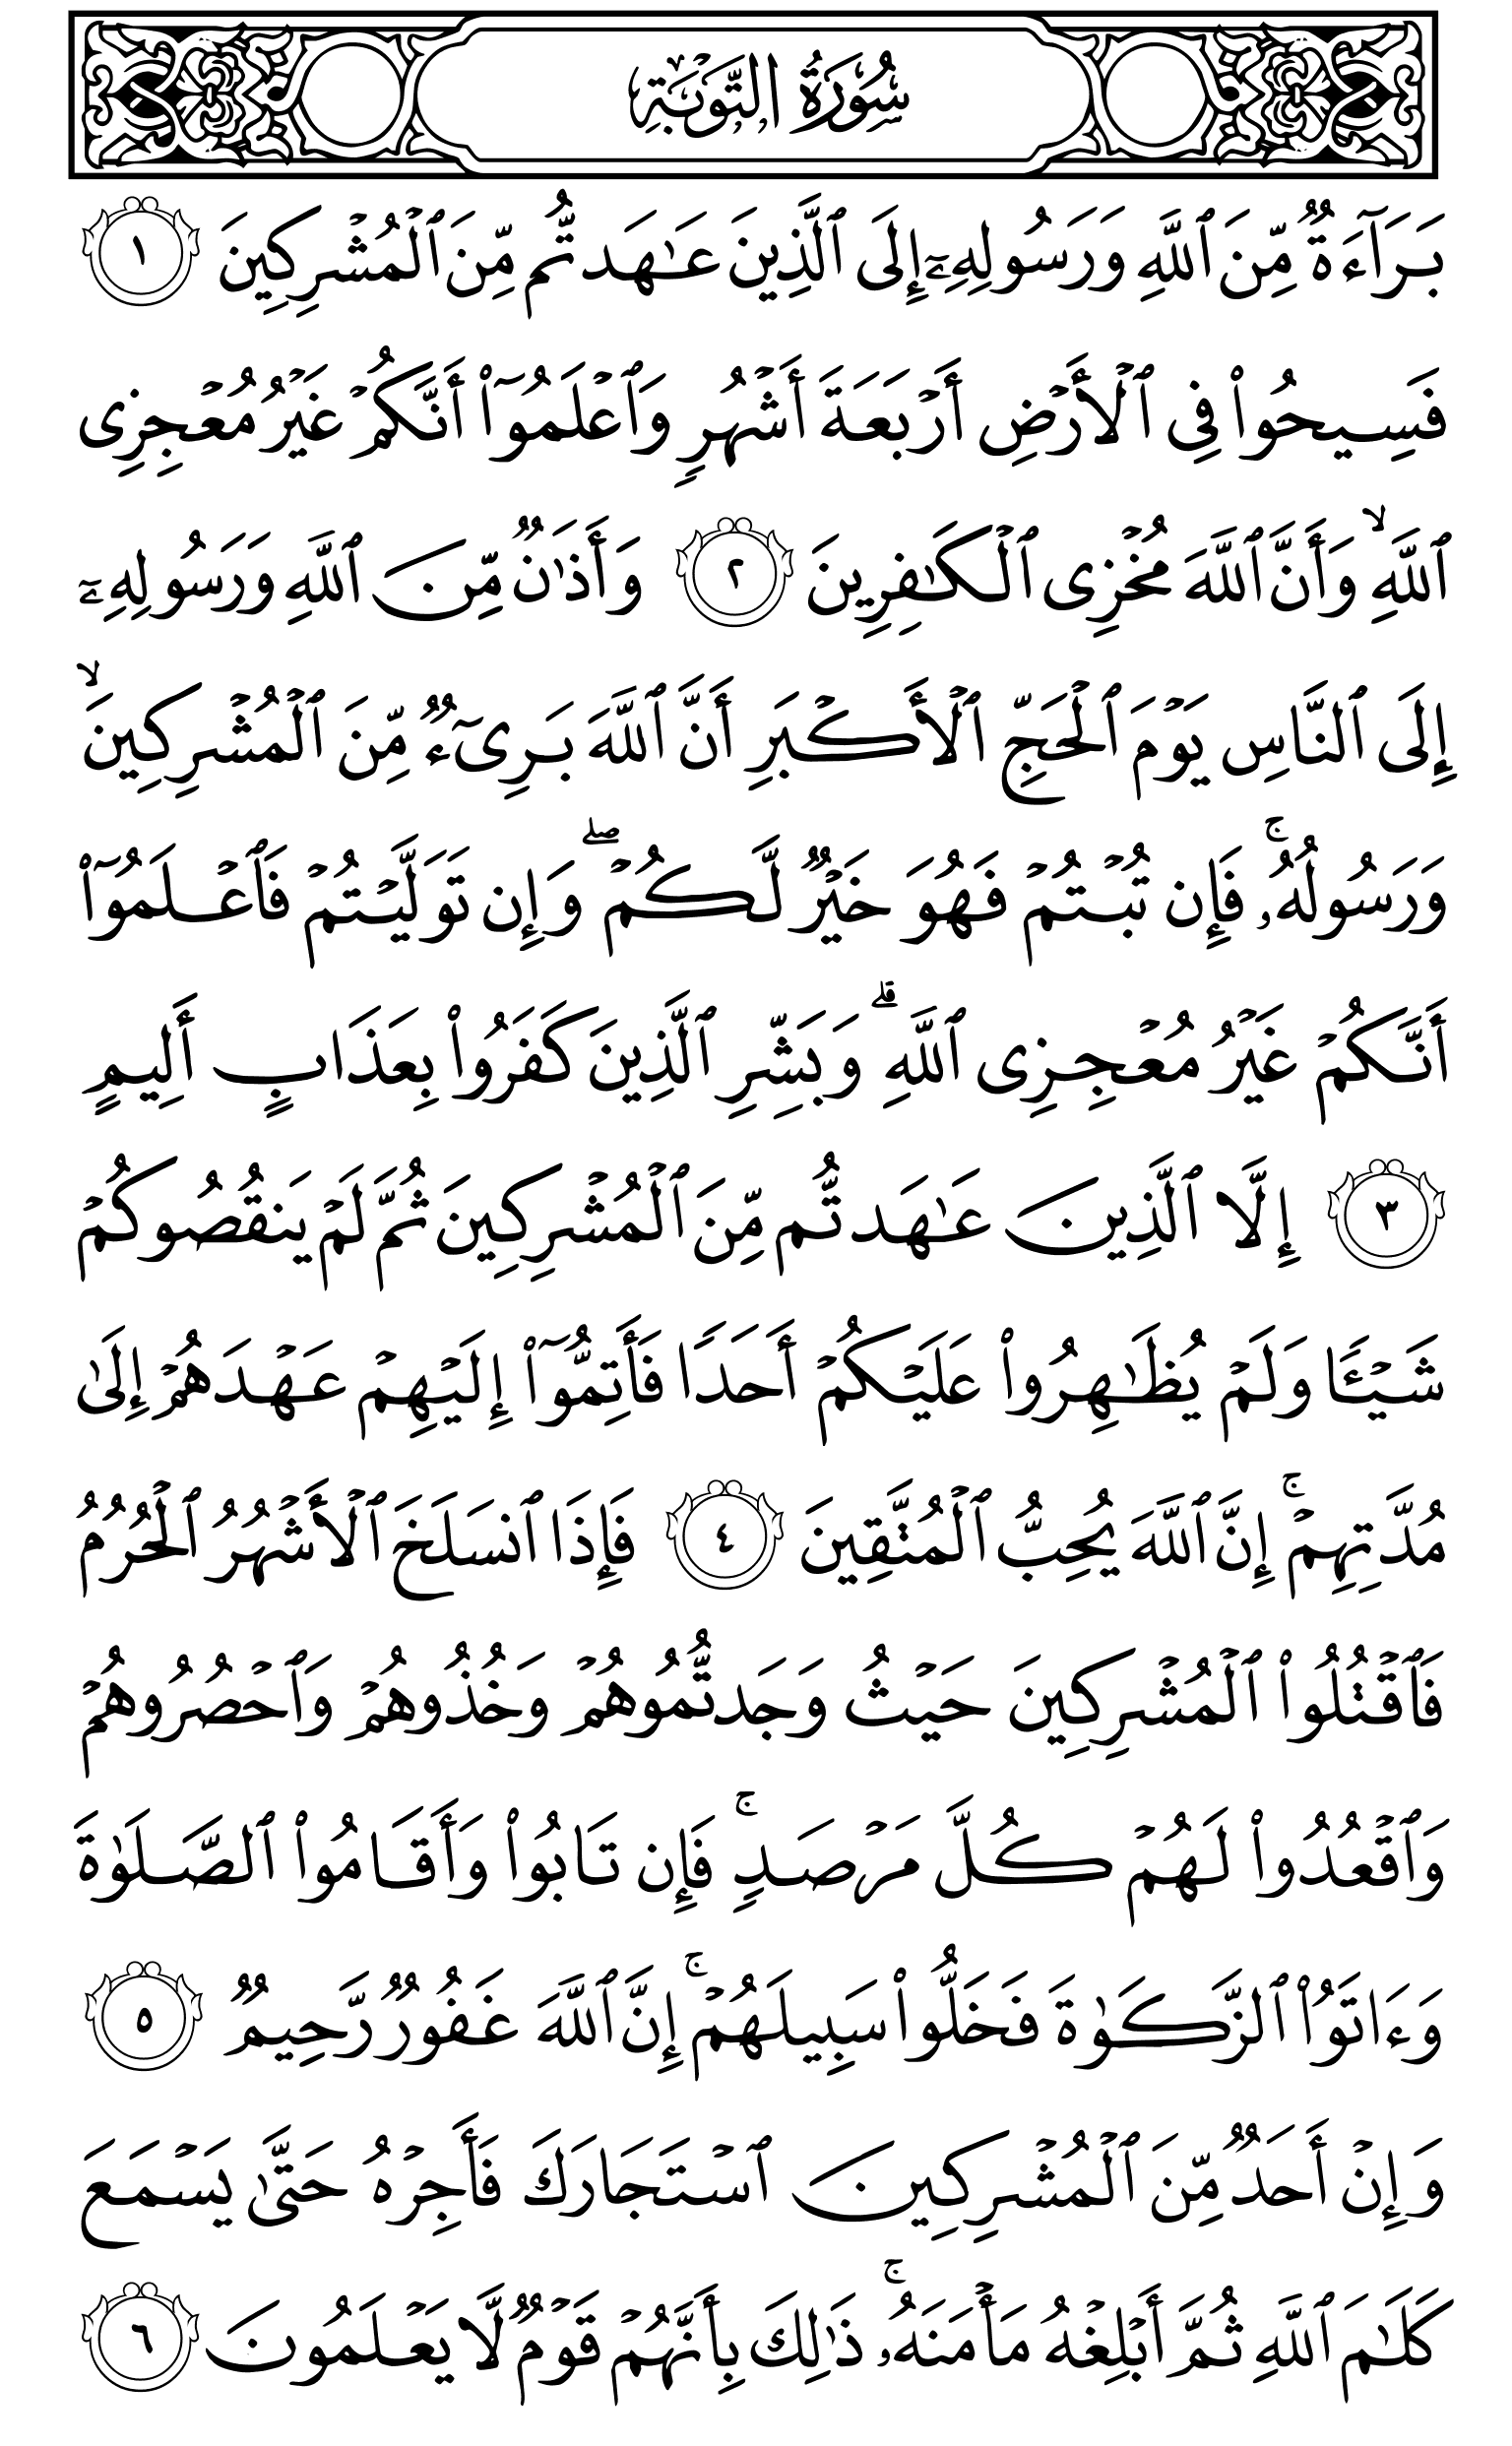 سُورَةُ التَّوۡبَةِ
بَرَآءَةٞ مِّنَ ٱللَّهِ وَرَسُولِهِۦٓ إِلَى ٱلَّذِينَ عَٰهَدتُّم مِّنَ ٱلۡمُشۡرِكِينَ ١
فَسِيحُواْ فِي ٱلۡأَرۡضِ أَرۡبَعَةَ أَشۡهُرٖ وَٱعۡلَمُوٓاْ أَنَّكُمۡ غَيۡرُ مُعۡجِزِي
ٱللَّهِ وَأَنَّ ٱللَّهَ مُخۡزِي ٱلۡكَٰفِرِينَ ٢ وَأَذَٰنٞ مِّنَ ٱللَّهِ وَرَسُولِهِۦٓ
إِلَى ٱلنَّاسِ يَوۡمَ ٱلۡحَجِّ ٱلۡأَكۡبَرِ أَنَّ ٱللَّهَ بَرِيٓءٞ مِّنَ ٱلۡمُشۡرِكِينَۙ
وَرَسُولُهُۥۚ فَإِن تُبۡتُمۡ فَهُوَ خَيۡرٞ لَّكُمۡۖ وَإِن تَوَلَّيۡتُمۡ فَٱعۡلَمُوٓاْ
أَنَّكُمۡ غَيۡرُ مُعۡجِزِي ٱللَّهِۗ وَبَشِّرِ ٱلَّذِينَ كَفَرُواْ بِعَذَابٍ أَلِيمٍ
٣ إِلَّا ٱلَّذِينَ عَٰهَدتُّم مِّنَ ٱلۡمُشۡرِكِينَ ثُمَّ لَمۡ يَنقُصُوكُمۡ
شَيۡـٔٗا وَلَمۡ يُظَٰهِرُواْ عَلَيۡكُمۡ أَحَدٗا فَأَتِمُّوٓاْ إِلَيۡهِمۡ عَهۡدَهُمۡ إِلَىٰ
مُدَّتِهِمۡۚ إِنَّ ٱللَّهَ يُحِبُّ ٱلۡمُتَّقِينَ ٤ فَإِذَا ٱنسَلَخَ ٱلۡأَشۡهُرُ ٱلۡحُرُمُ
فَٱقۡتُلُواْ ٱلۡمُشۡرِكِينَ حَيۡثُ وَجَدتُّمُوهُمۡ وَخُذُوهُمۡ وَٱحۡصُرُوهُمۡ
وَٱقۡعُدُواْ لَهُمۡ كُلَّ مَرۡصَدٖۚ فَإِن تَابُواْ وَأَقَامُواْ ٱلصَّلَوٰةَ
وَءَاتَوُاْ ٱلزَّكَوٰةَ فَخَلُّواْ سَبِيلَهُمۡۚ إِنَّ ٱللَّهَ غَفُورٞ رَّحِيمٞ ٥
وَإِنۡ أَحَدٞ مِّنَ ٱلۡمُشۡرِكِينَ ٱسۡتَجَارَكَ فَأَجِرۡهُ حَتَّىٰ يَسۡمَعَ
كَلَٰمَ ٱللَّهِ ثُمَّ أَبۡلِغۡهُ مَأۡمَنَهُۥۚ ذَٰلِكَ بِأَنَّهُمۡ قَوۡمٞ لَّا يَعۡلَمُونَ ٦